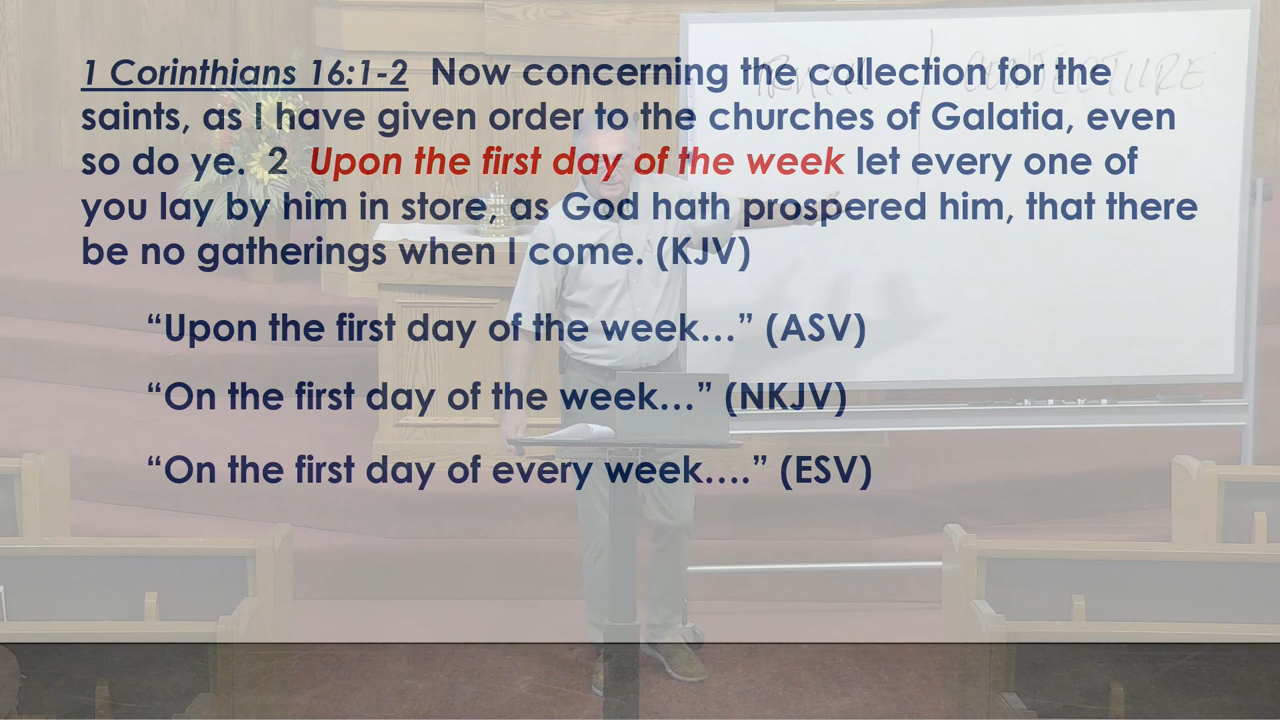 1 Corinthians 16:1-2 Now concerning the collection for the
saints, as I have given order to the churches of Galatia, even
so do ye. 2 Upon the first day of the week let every one of
you lay by him in store, as God hath prospered him, that there
be no gatherings when I come. (KJV)
“Upon the first day of the week…” (ASV)
“On the first day of the week…” (NKJV)
“On the first day of every week….” (ESV)